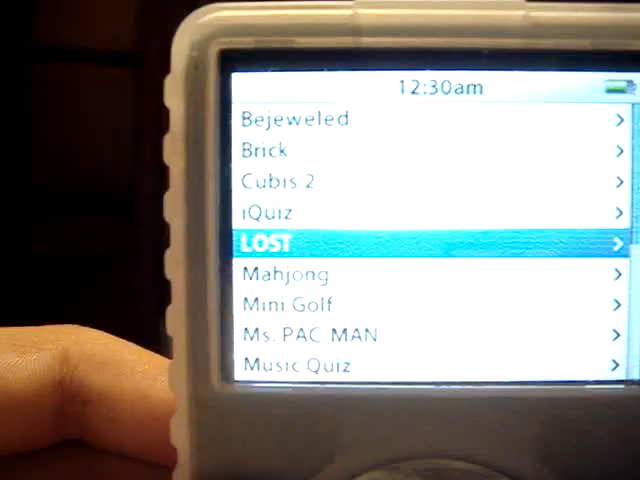 12:30am
Bejeweled
Brick
Cubis 2
iQuiz
LOST
Mahjong
Mini Golf
Ms. PAC MAN
Music Quiz